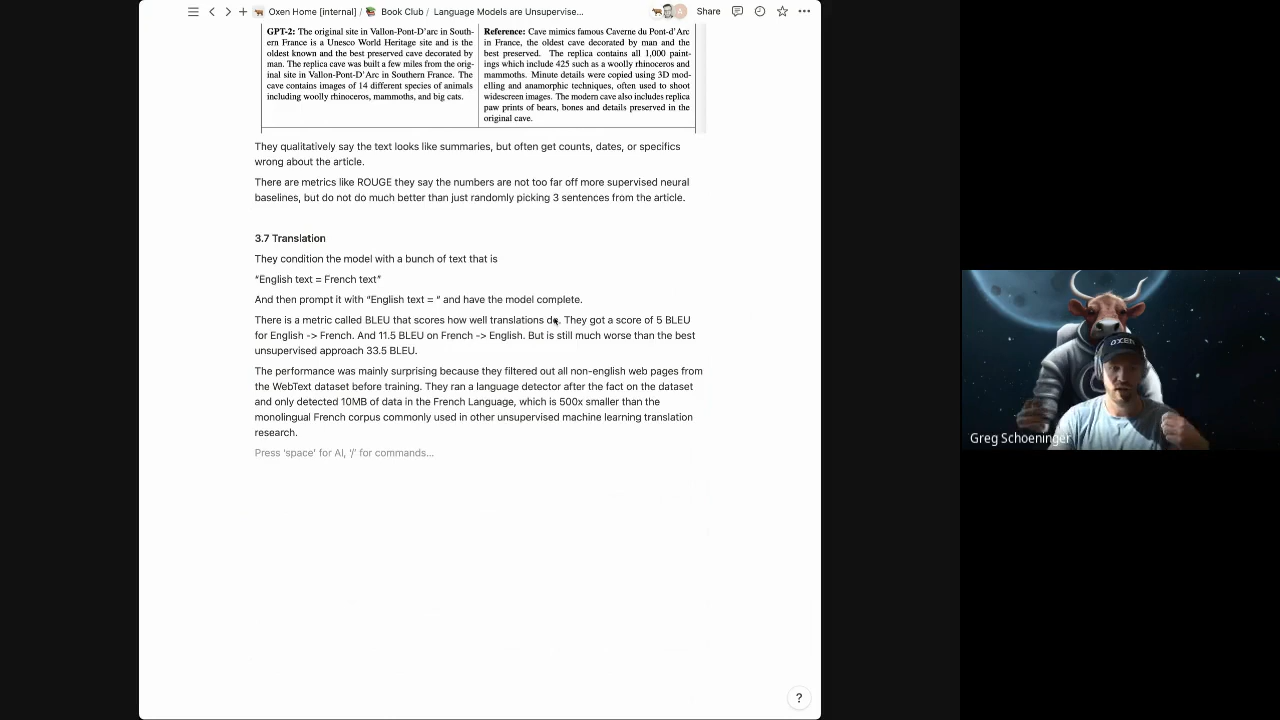 Oxen Home [internal] / Book Club / Language Models are Unsupervise... Share
GPT-2: The original site in Vallon-Pont-D'arc in South-
ern France is a Unesco World Heritage site and is the
oldest known and the best preserved cave decorated by
man. The replica cave was built a few miles from the orig-
inal site in Vallon-Pont-D'Arc in Southern France. The
cave contains images of 14 different species of animals
including woolly rhinoceros, mammoths, and big cats.
Reference: Cave mimics famous Caverne du Pont-d'Arc
in France, the oldest cave decorated by man and the
best preserved. The replica contains all 1,000 paint-
ings which include 425 such as a woolly rhinoceros and
mammoths. Minute details were copied using 3D mod-
elling and anamorphic techniques, often used to shoot
widescreen images. The modern cave also includes replica
paw prints of bears, bones and details preserved in the
original cave.
They qualitatively say the text looks like summaries, but often get counts, dates, or specifics
wrong about the article.
There are metrics like ROUGE they say the numbers are not too far off more supervised neural
baselines, but do not do much better than just randomly picking 3 sentences from the article.
3.7 Translation
They condition the model with a bunch of text that is
“English text = French text”
And then prompt it with “English text = “ and have the model complete.
There is a metric called BLEU that scores how well translations do. They got a score of 5 BLEU
for English -> French. And 11.5 BLEU on French -> English. But is still much worse than the best
unsupervised approach 33.5 BLEU.
The performance was mainly surprising because they filtered out all non-english web pages from
the WebText dataset before training. They ran a language detector after the fact on the dataset
and only detected 10MB of data in the French Language, which is 500x smaller than the
monolingual French corpus commonly used in other unsupervised machine learning translation
research.
Press ‘space’ for AI, ‘/’ for commands...
?
OXEN
Greg Schoeninger